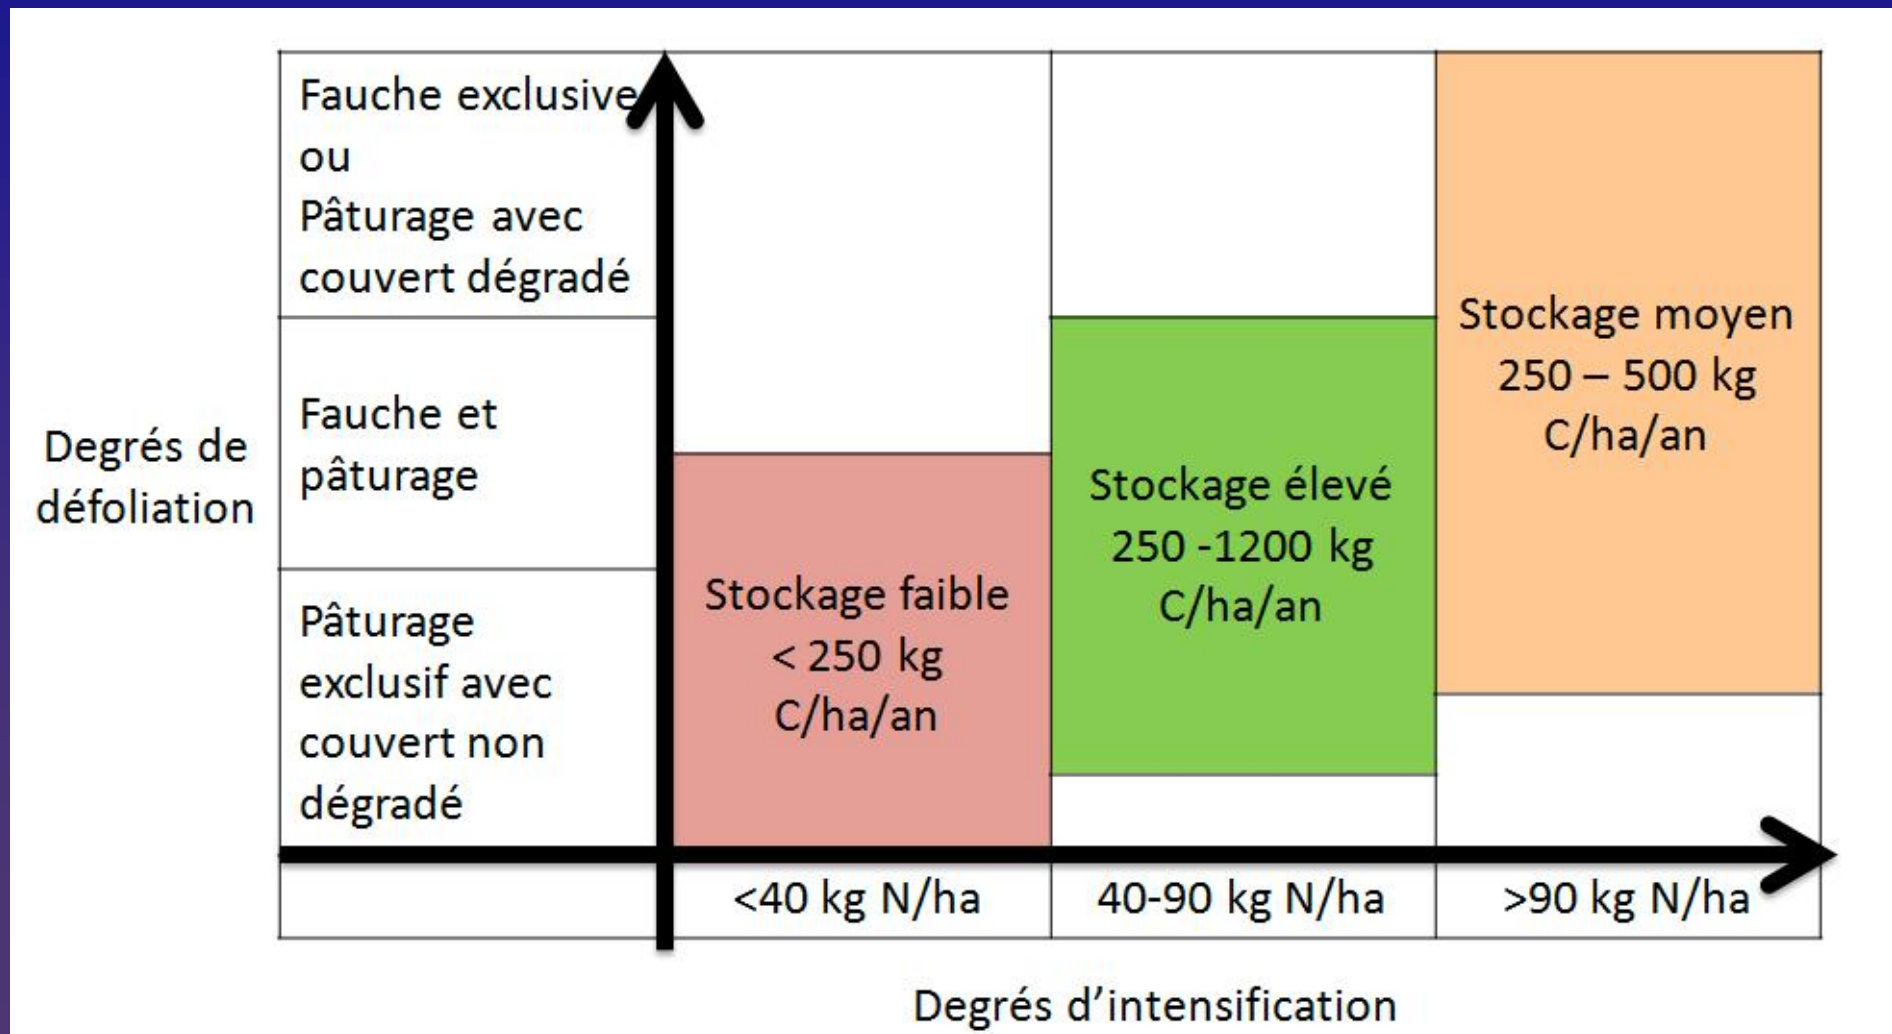 Fauche exclusive
ou
Pâturage avec
couvert dégradé
Fauche et
pâturage
Pâturage
exclusif avec
couvert non
dégradé
Degrés de
défoliation
Stockage faible
< 250 kg
C/ha/an
Stockage élevé
250 -1200 kg
C/ha/an
Stockage moyen
250 – 500 kg
C/ha/an
<40 kg N/ha
40-90 kg N/ha
>90 kg N/ha
Degrés d’intensification